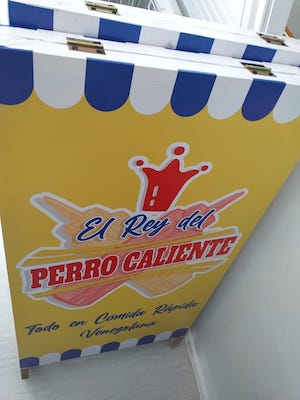 El Rey del
PERRO CALIENTE
Todo en Comida Rápida
Venezolana